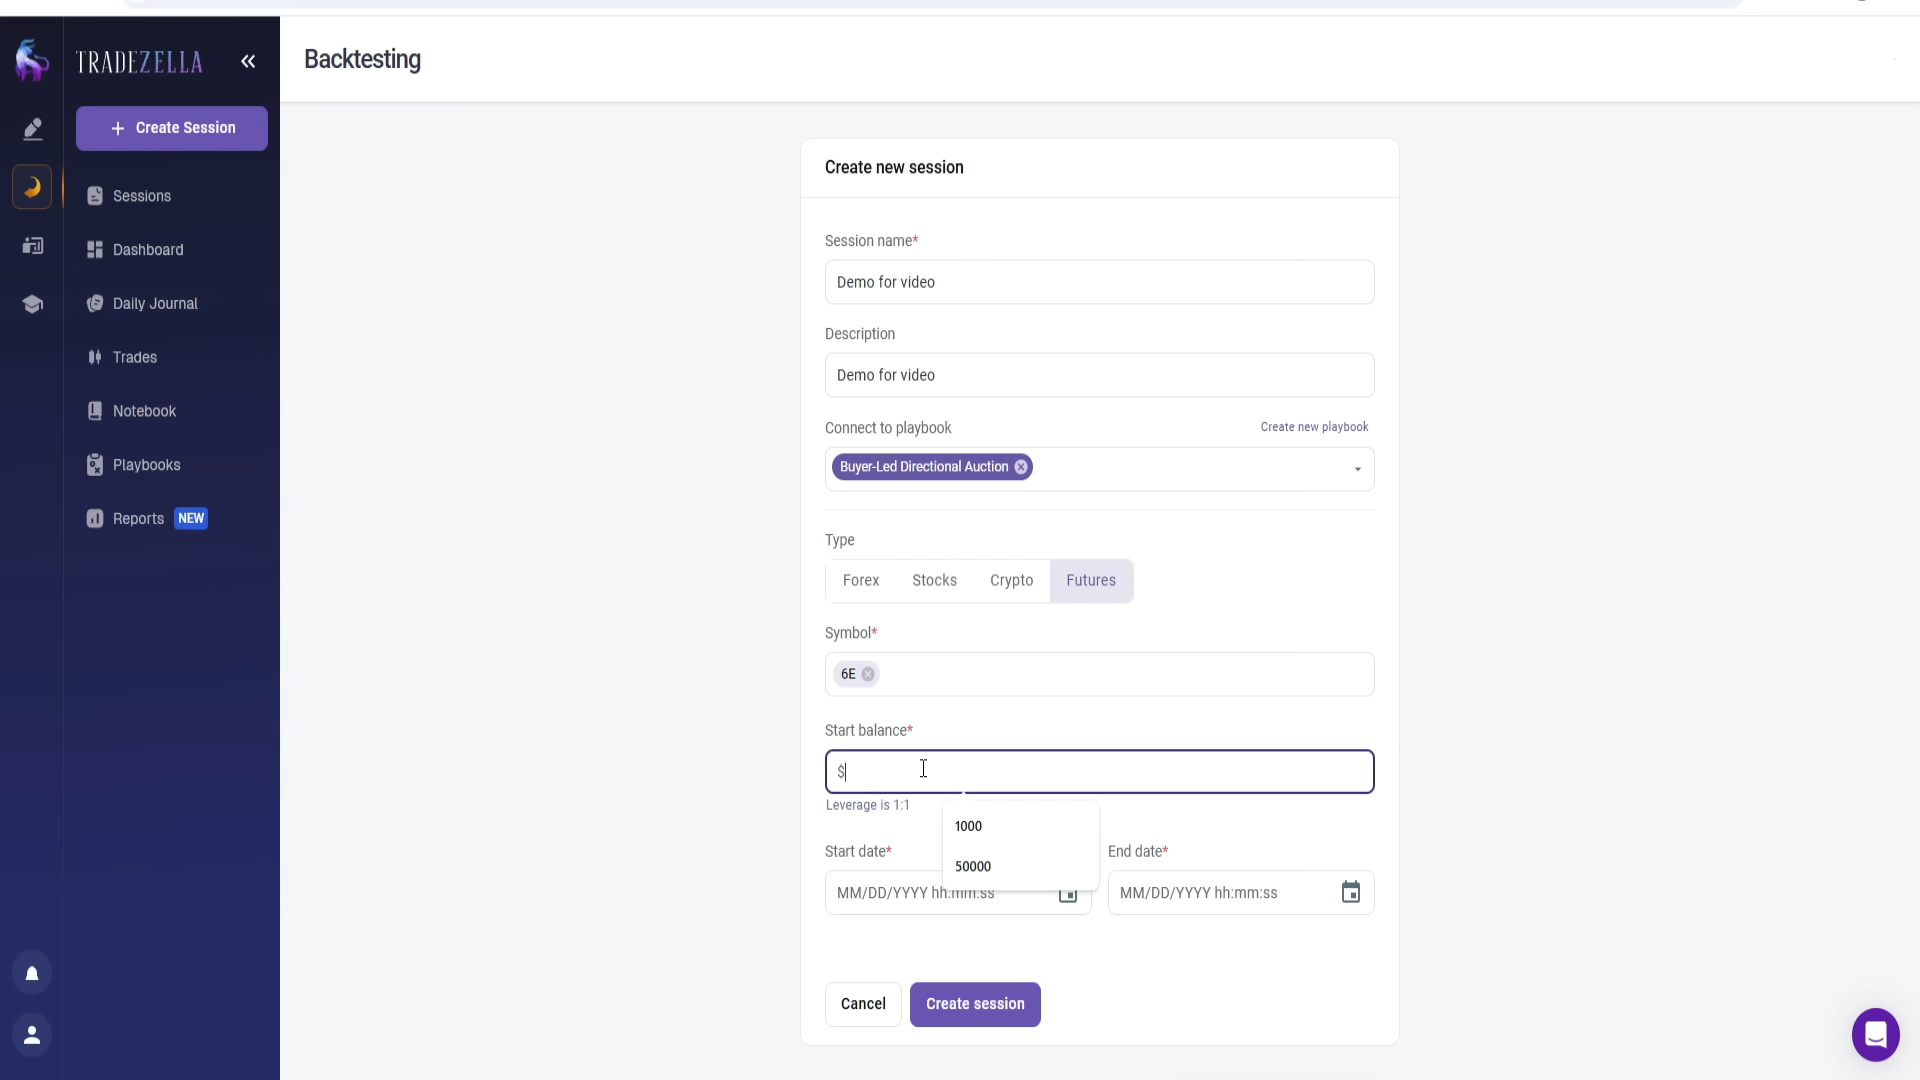 TRADEZELLA
Create Session
Sessions
Dashboard
Daily Journal
Trades
Notebook
Playbooks
Reports NEW
Backtesting
Create new session
Session name*
Demo for video
Description
Demo for video
Connect to playbook Create new playbook
Buyer-Led Directional Auction
Type
Forex Stocks Crypto Futures
Symbol*
6E
Start balance*
$
Leverage is 1:1
1000
50000
Start date* End date*
MM/DD/YYYY hh:mm:ss MM/DD/YYYY hh:mm:ss
Cancel Create session